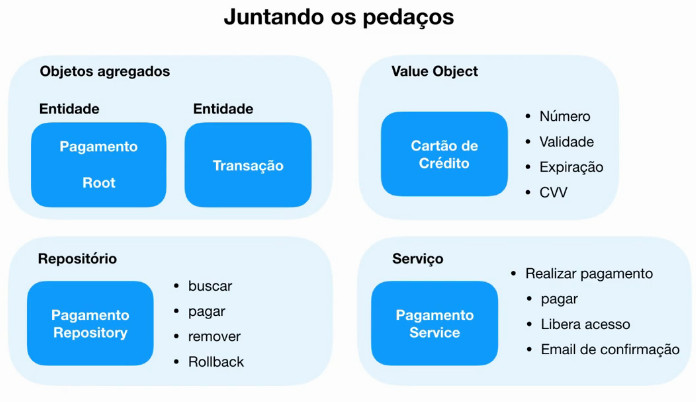 Juntando os pedaços
Objetos agregados
Entidade
Pagamento
Root
Entidade
Transação
Value Object
Cartão de
Crédito
• Número
• Validade
• Expiração
• CVV
Repositório
Pagamento
Repository
• buscar
• pagar
• remover
• Rollback
Serviço
Pagamento
Service
• Realizar pagamento
• pagar
• Libera acesso
• Email de confirmação